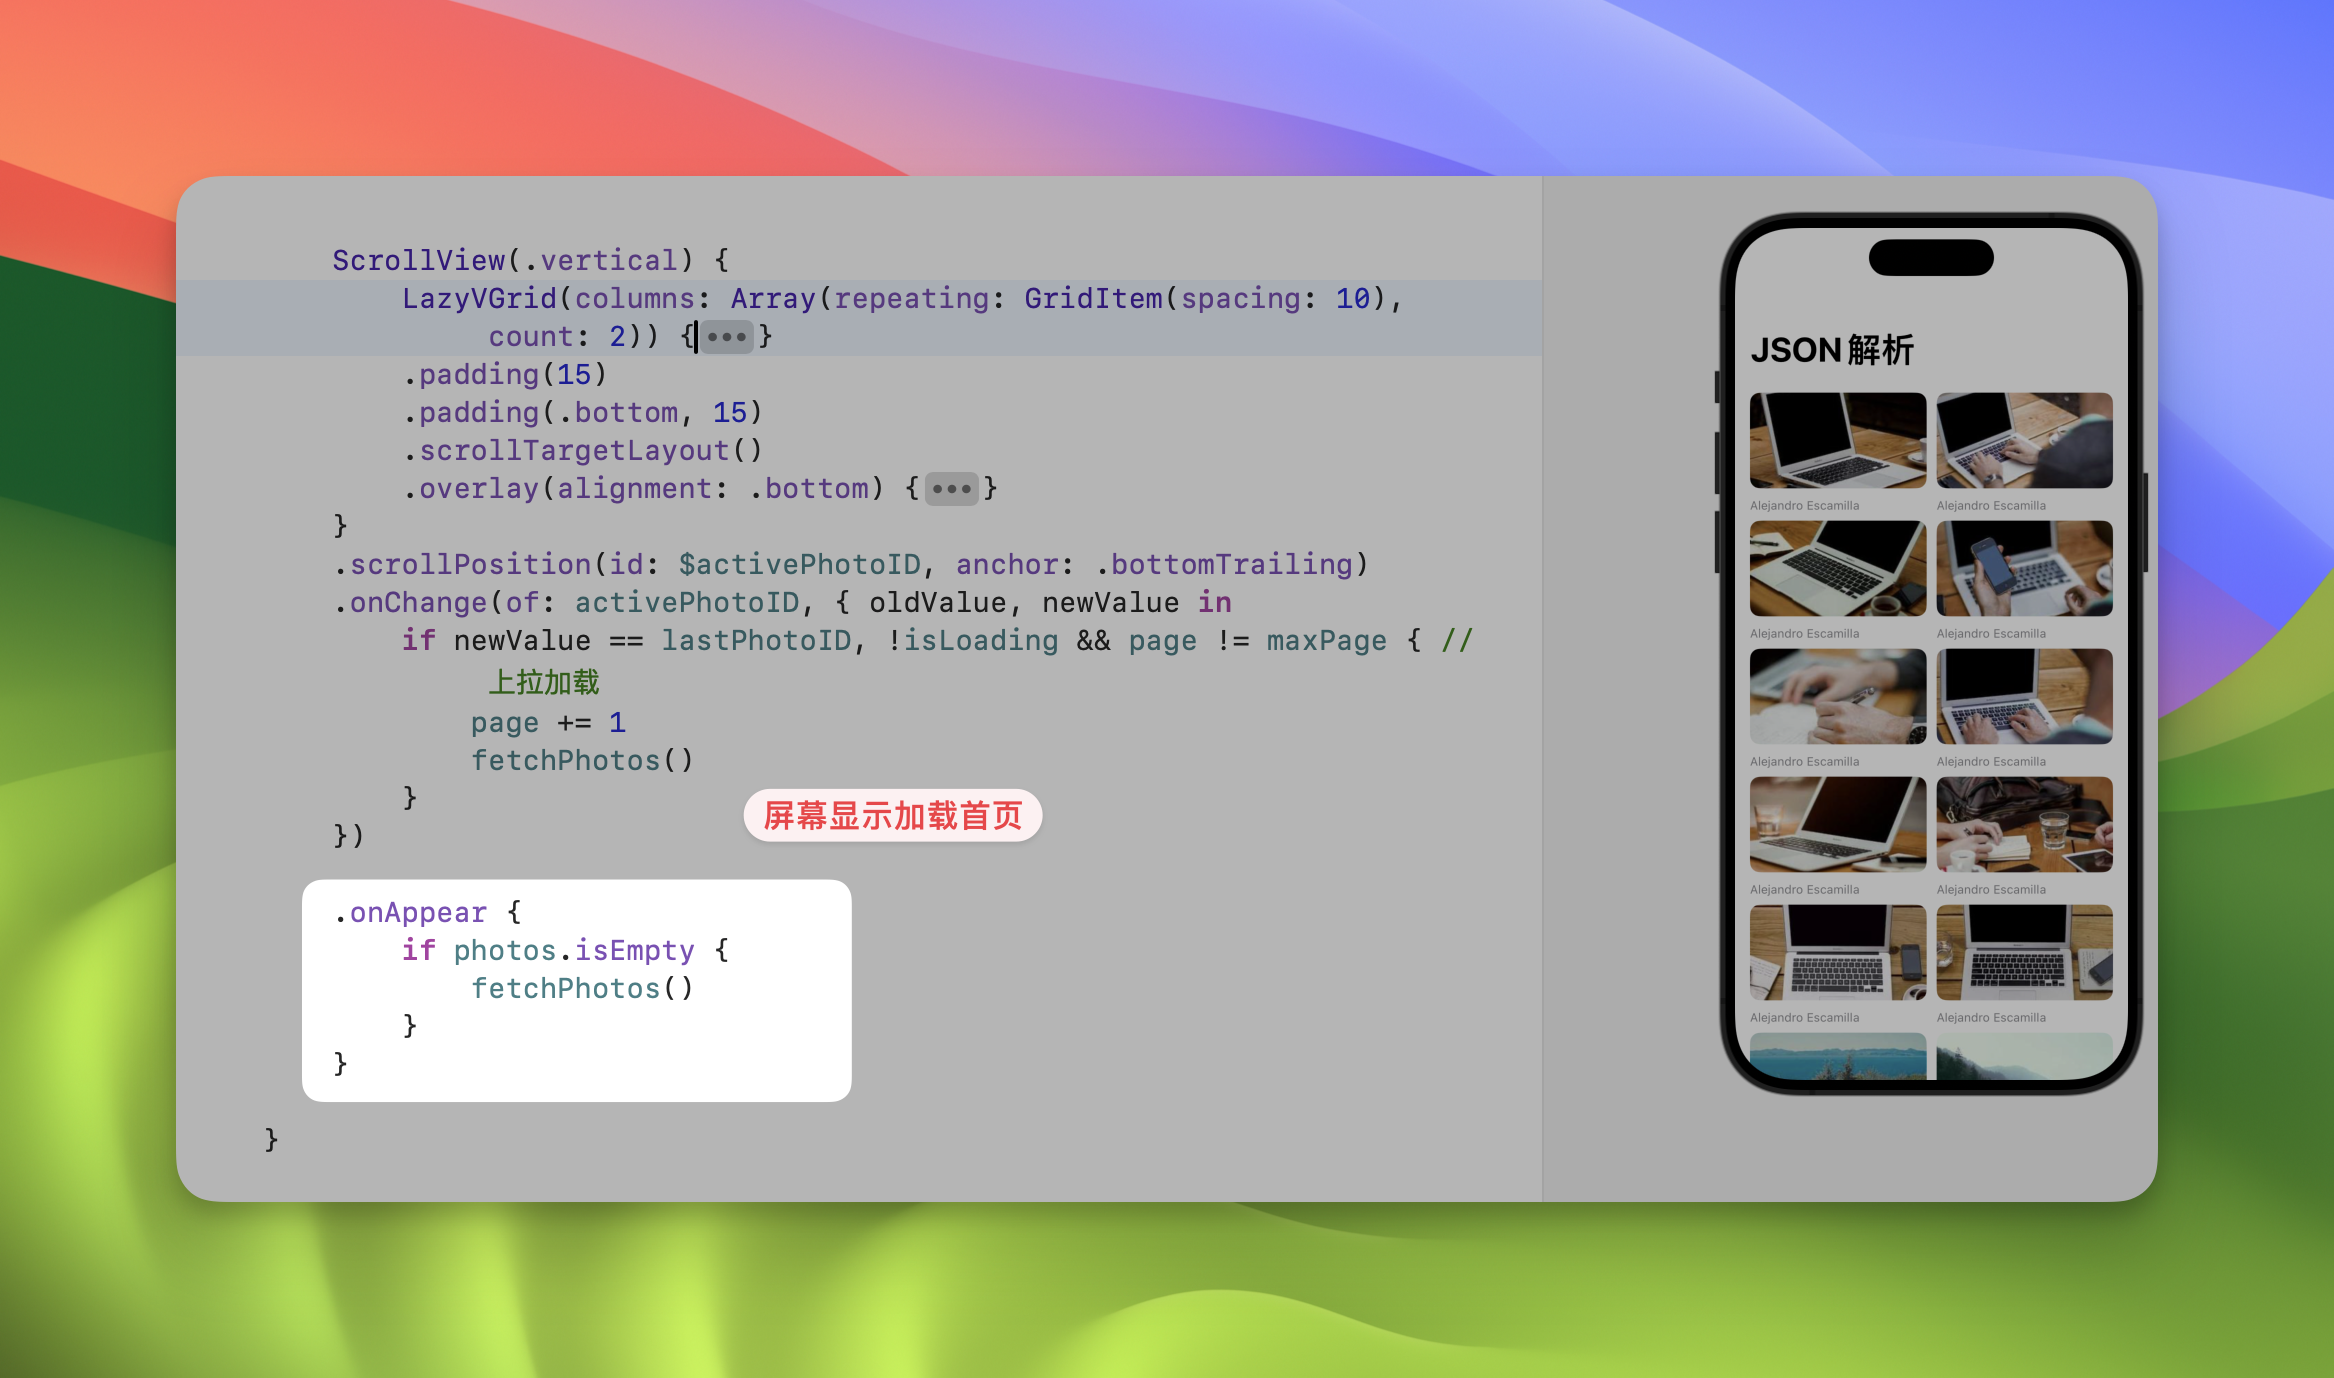 ScrollView(.vertical) {
LazyVGrid(columns: Array(repeating: GridItem(spacing: 10),
count: 2)) {•••}
.padding(15)
.padding(.bottom, 15)
.scrollTargetLayout()
.overlay(alignment: .bottom) {•••}
}
.scrollPosition(id: $activePhotoID, anchor: .bottomTrailing)
.onChange(of: activePhotoID, { oldValue, newValue in
if newValue == lastPhotoID, !isLoading && page != maxPage { //
上拉加载
page += 1
fetchPhotos()
}
})
屏幕显示加载首页
.onAppear {
if photos.isEmpty {
fetchPhotos()
}
}
}
JSON 解析
Alejandro Escamilla
Alejandro Escamilla
Alejandro Escamilla
Alejandro Escamilla
Alejandro Escamilla
Alejandro Escamilla
Alejandro Escamilla
Alejandro Escamilla
Alejandro Escamilla
Alejandro Escamilla